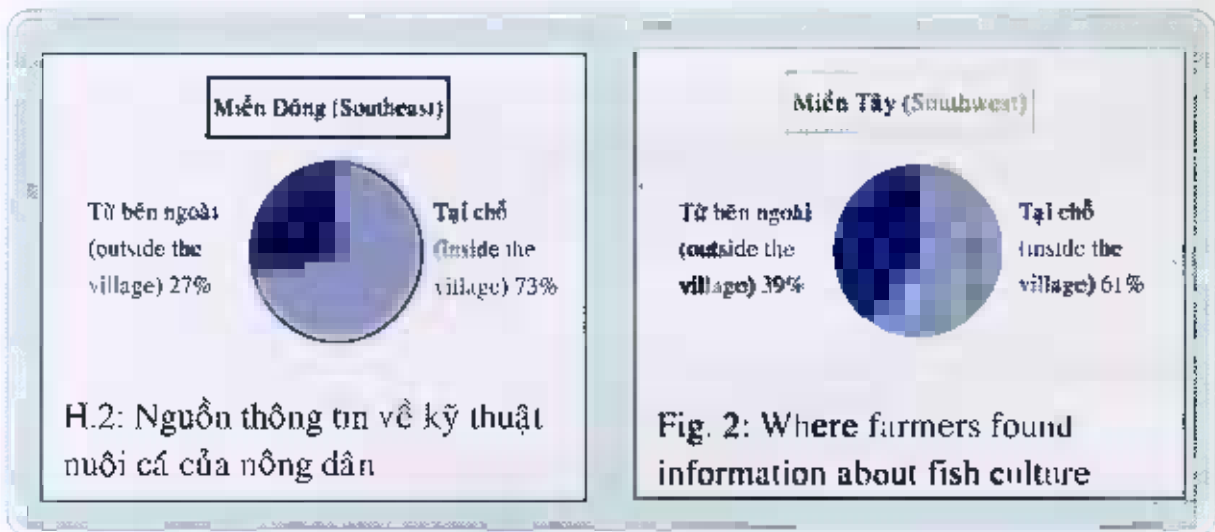 Miền Đông (Southeast)
Từ bên ngoài
(outside the
village) 27%
Tại chổ
(inside the
village) 73%
H.2: Nguồn thông tin về kỹ thuật
nuôi cá của nông dân
Miền Tây (Southwest)
Từ bên ngoài
(outside the
village) 39%
Tại chổ
(inside the
village) 61%
Fig. 2: Where farmers found
information about fish culture